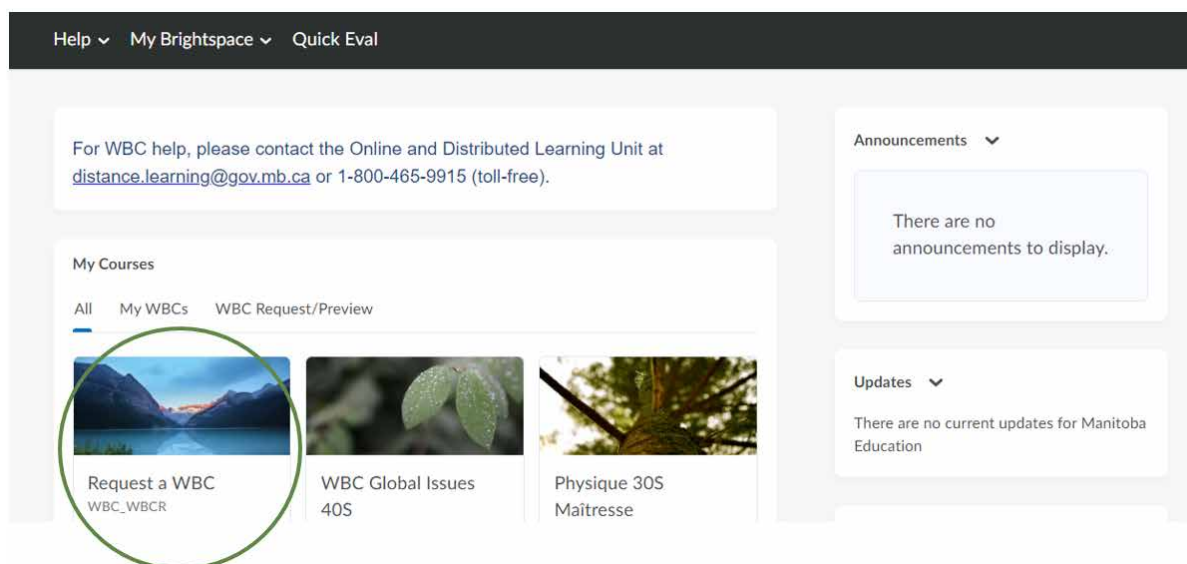 Help My Brightspace Quick Eval
For WBC help, please contact the Online and Distributed Learning Unit at
distance.learning@gov.mb.ca or 1-800-465-9915 (toll-free).
My Courses
All My WBCs WBC Request/Preview
Request a WBC
WBC_WBCR
WBC Global Issues
40S
Physique 30S
Maîtresse
Announcements
There are no
announcements to display.
Updates
There are no current updates for Manitoba
Education